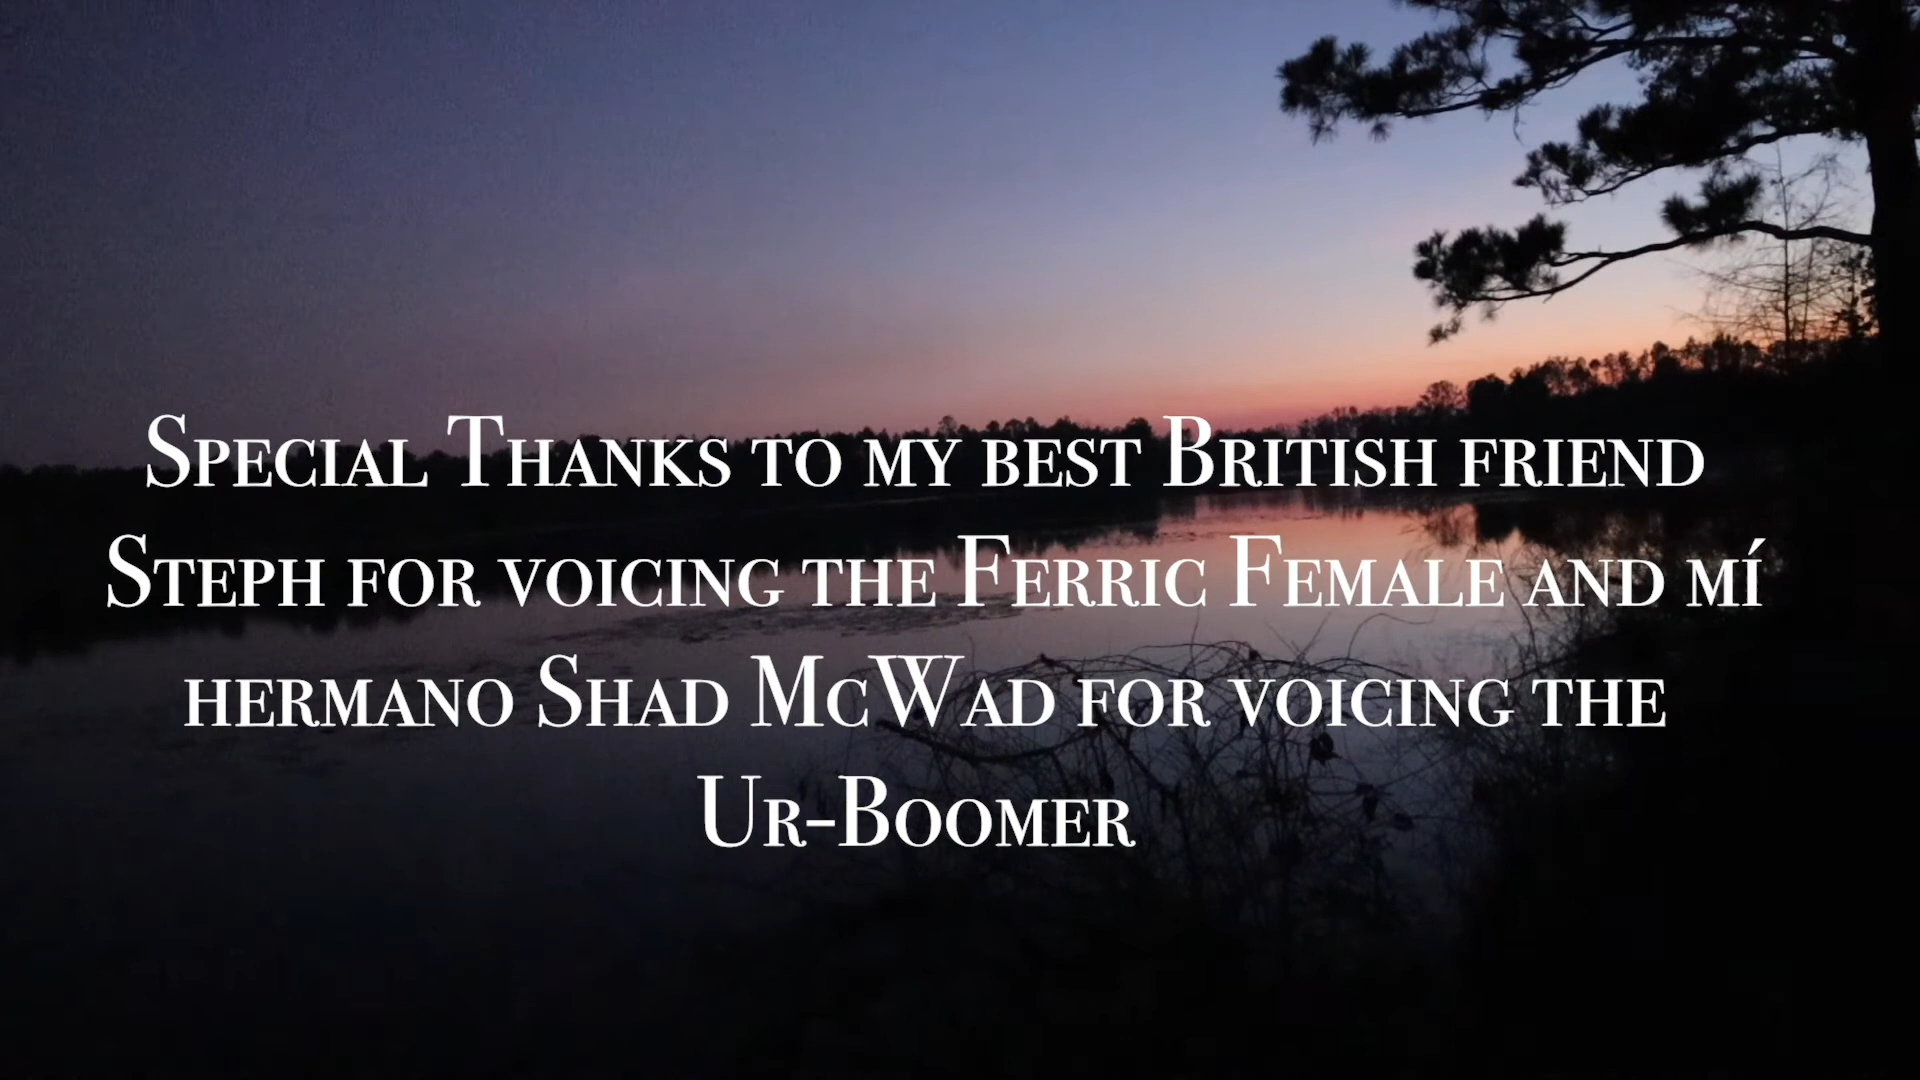 Special Thanks to my best British friend
Steph for voicing the Ferric Female and mí
hermano Shad McWad for voicing the
Ur-Boomer